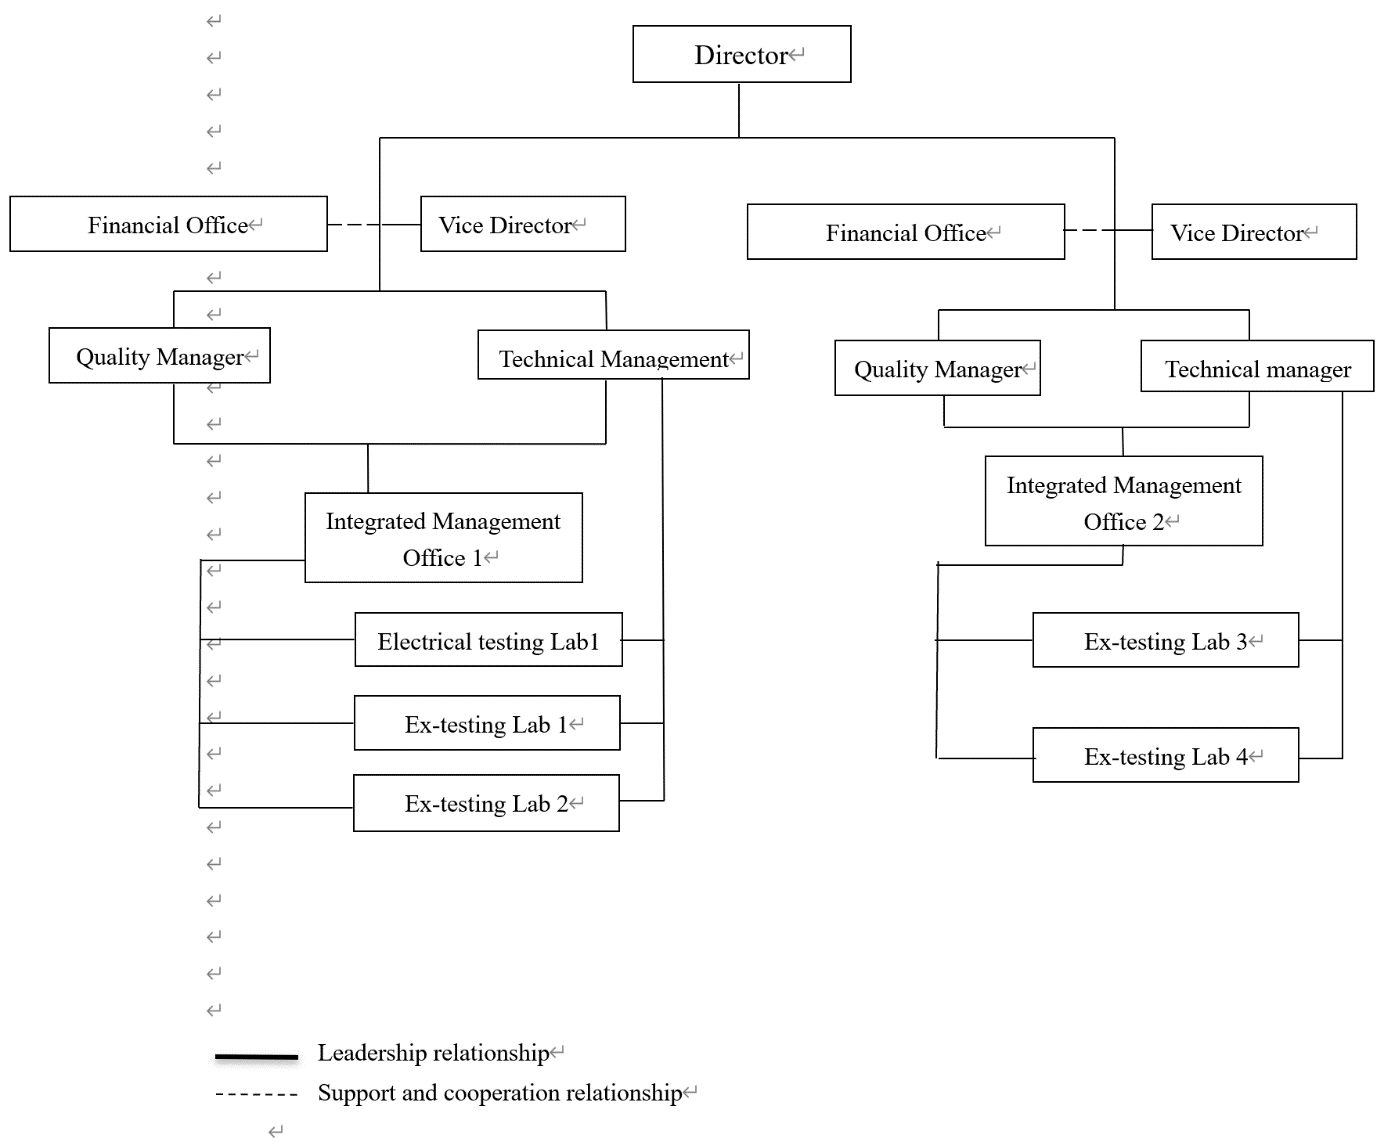 Director
Financial Office
Vice Director
Financial Office
Vice Director
Quality Manager
Technical Management
Quality Manager
Technical manager
Integrated Management
Office 1
Integrated Management
Office 2
Electrical testing Lab1
Ex-testing Lab 1
Ex-testing Lab 2
Ex-testing Lab 3
Ex-testing Lab 4
Leadership relationship
Support and cooperation relationship